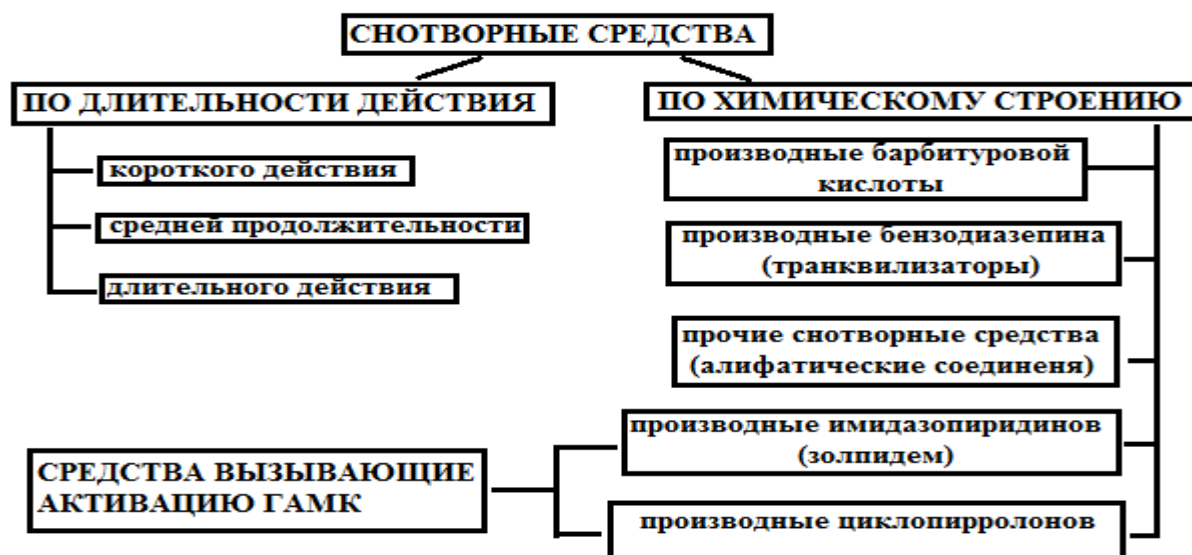 СНОТВОРНЫЕ СРЕДСТВА
ПО ДЛИТЕЛЬНОСТИ ДЕЙСТВИЯ
короткого действия
средней продолжительности
длительного действия
ПО ХИМИЧЕСКОМУ СТРОЕНИЮ
производные барбитуровой
кислоты
производные бензодиазепина
(транквилизаторы)
прочие снотворные средства
(алифатические соединеня)
производные имидазопиридинов
(золпидем)
производные циклопирролонов
СРЕДСТВА ВЫЗЫВАЮЩИЕ
АКТИВАЦИЮ ГАМК